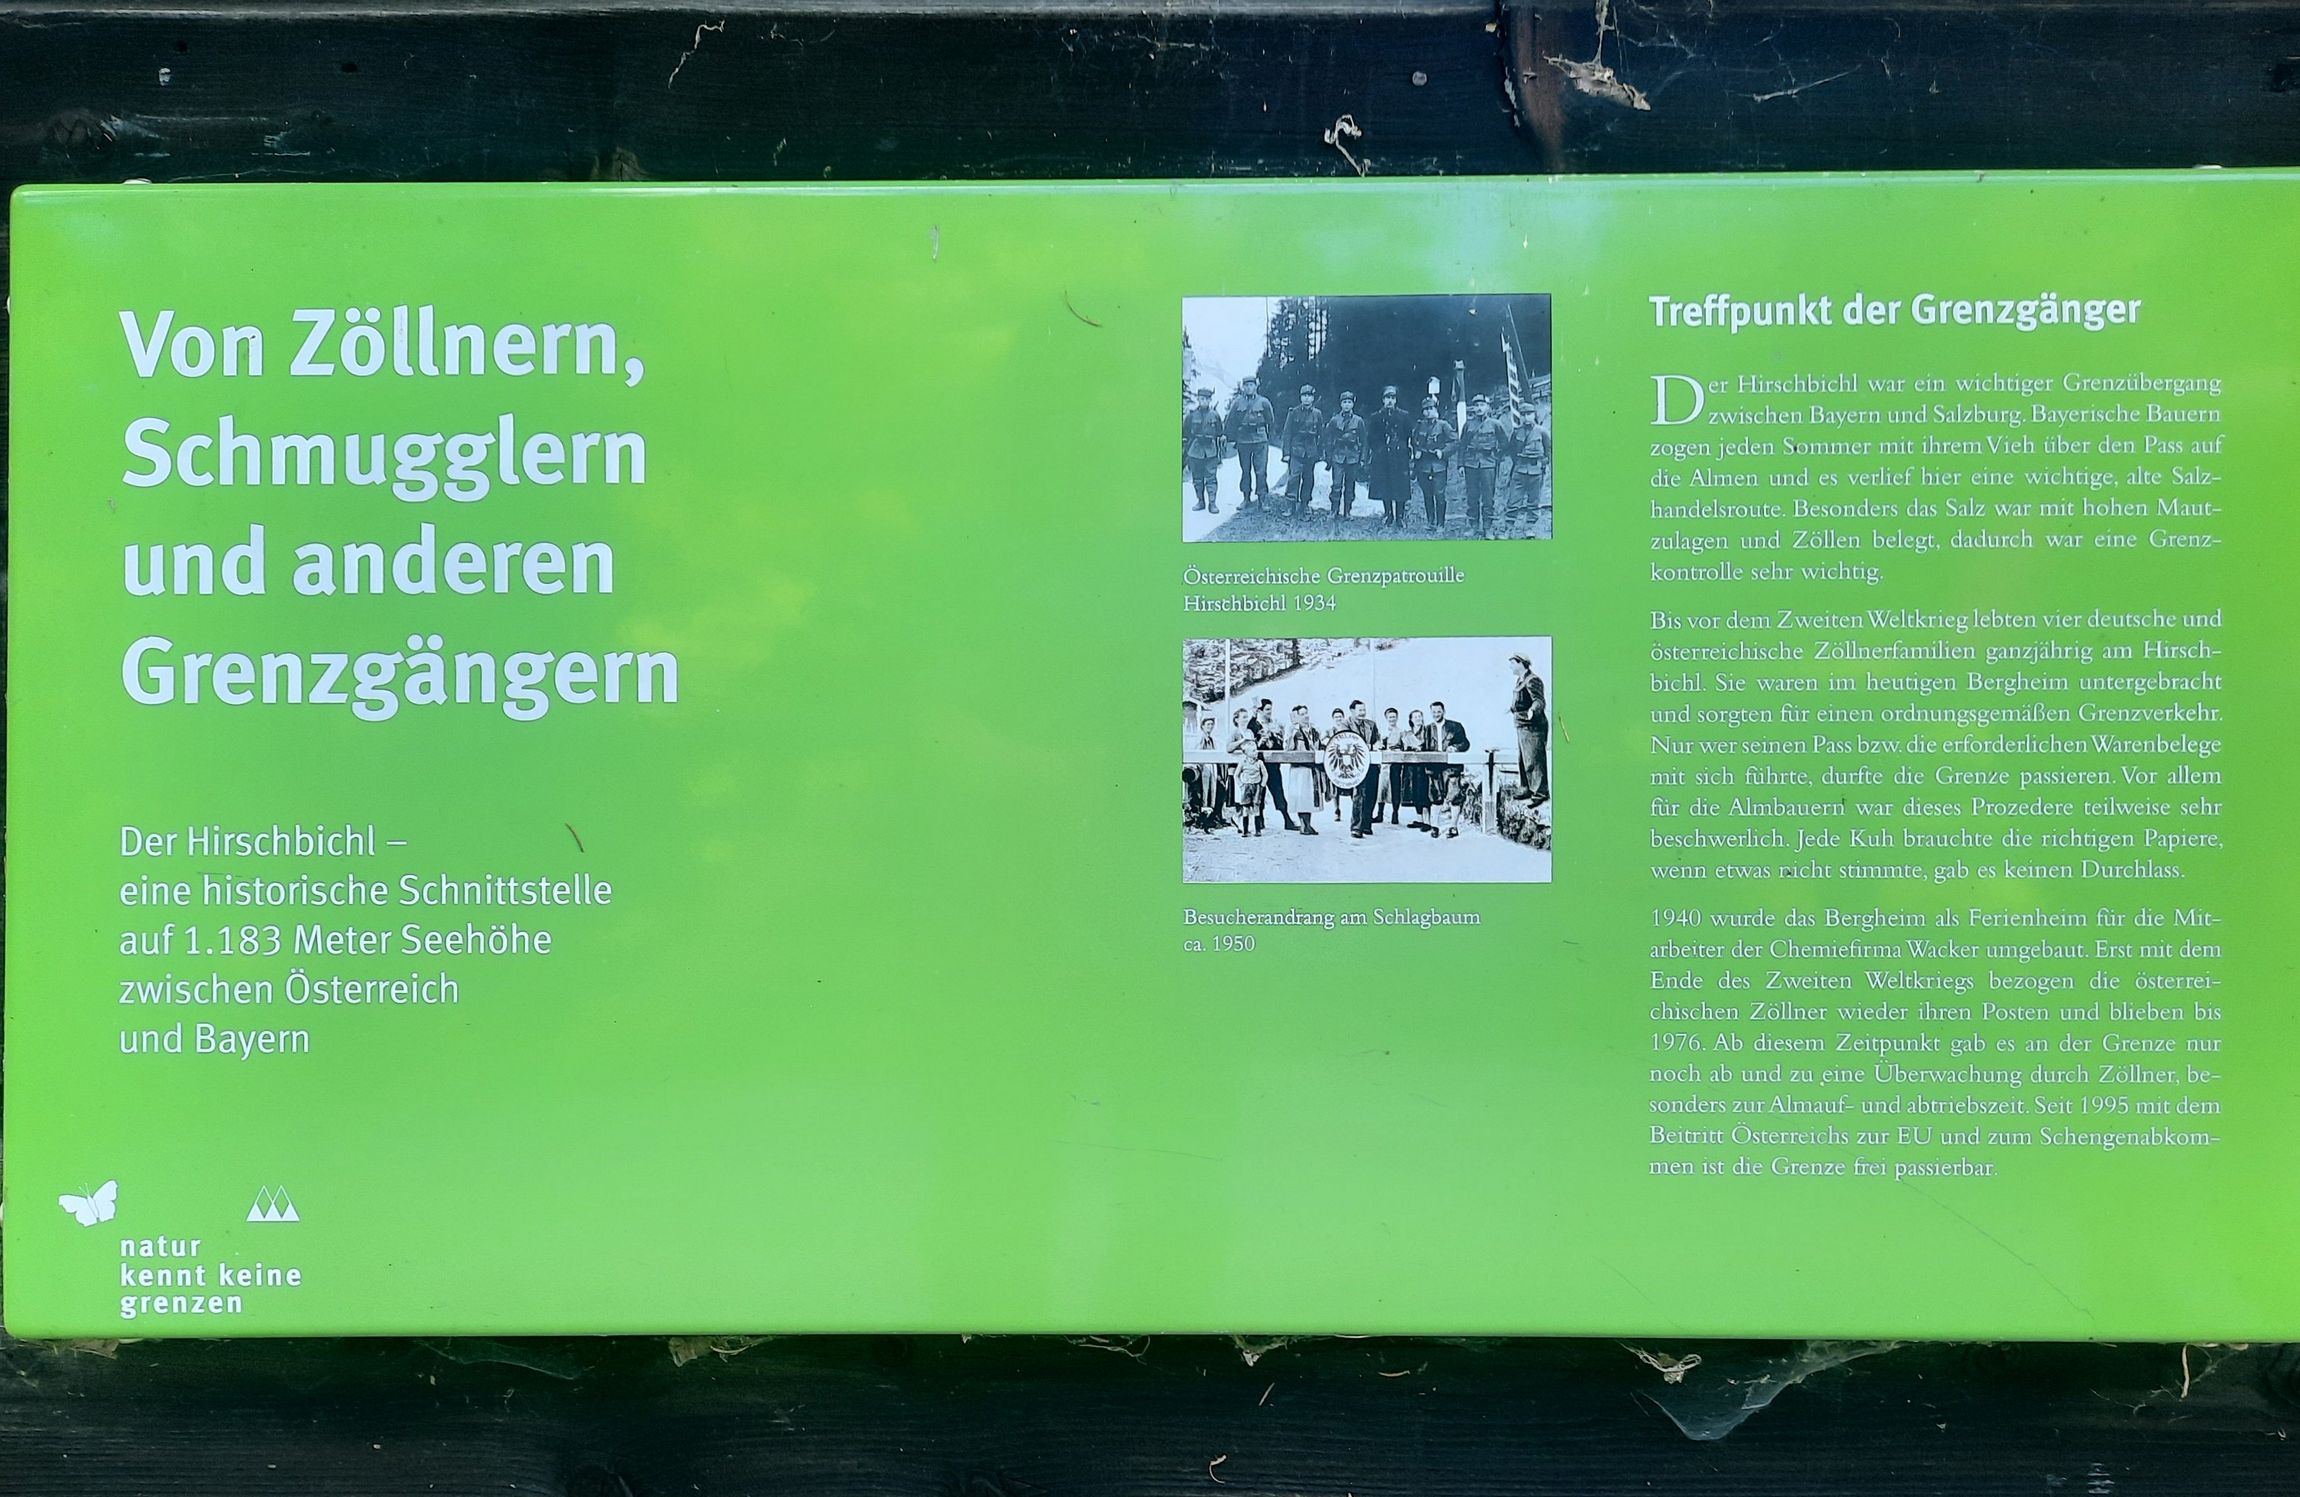 Von Zöllnern,
Schmugglern
und anderen
Grenzgängern
Der Hirschbichl –
eine historische Schnittstelle
auf 1.183 Meter Seehöhe
zwischen Österreich
und Bayern
natur
kennt keine
grenzen
Österreichische Grenzpatrouille
Hirschbichl 1934
Besucherandrang am Schlagbaum
ca. 1950
Treffpunkt der Grenzgänger
Der Hirschbichl war ein wichtiger Grenzübergang
zwischen Bayern und Salzburg. Bayerische Bauern
zogen jeden Sommer mit ihrem Vieh über den Pass auf
die Almen und es verlief hier eine wichtige, alte Salz-
handelsroute. Besonders das Salz war mit hohen Maut-
zulagen und Zöllen belegt, dadurch war eine Grenz-
kontrolle sehr wichtig.
Bis vor dem Zweiten Weltkrieg lebten vier deutsche und
österreichische Zöllnerfamilien ganzjährig am Hirsch-
bichl. Sie waren im heutigen Bergheim untergebracht
und sorgten für einen ordnungsgemäßen Grenzverkehr.
Nur wer seinen Pass bzw. die erforderlichen Warenbelege
mit sich führte, durfte die Grenze passieren. Vor allem
für die Almbauern war dieses Prozedere teilweise sehr
beschwerlich. Jede Kuh brauchte die richtigen Papiere,
wenn etwas nicht stimmte, gab es keinen Durchlass.
1940 wurde das Bergheim als Ferienheim für die Mit-
arbeiter der Chemiefirma Wacker umgebaut. Erst mit dem
Ende des Zweiten Weltkriegs bezogen die österrei-
chischen Zöllner wieder ihren Posten und blieben bis
1976. Ab diesem Zeitpunkt gab es an der Grenze nur
noch ab und zu eine Überwachung durch Zöllner, be-
sonders zur Almauf- und abtriebszeit. Seit 1995 mit dem
Beitritt Österreichs zur EU und zum Schengenabkom-
men ist die Grenze frei passierbar.